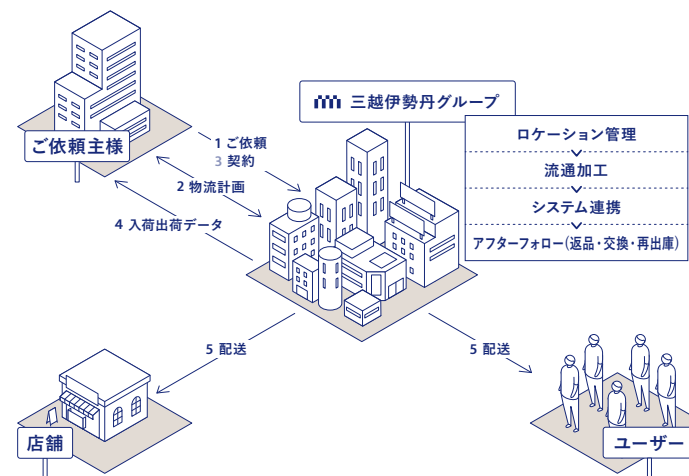 三越伊勢丹グループ
ご依頼主様
1 ご依頼
3 契約
2 物流計画
4 入荷出荷データ
ロケーション管理
流通加工
システム連携
アフターフォロー(返品・交換・再出庫)
5 配送
5 配送
店舗
ユーザー